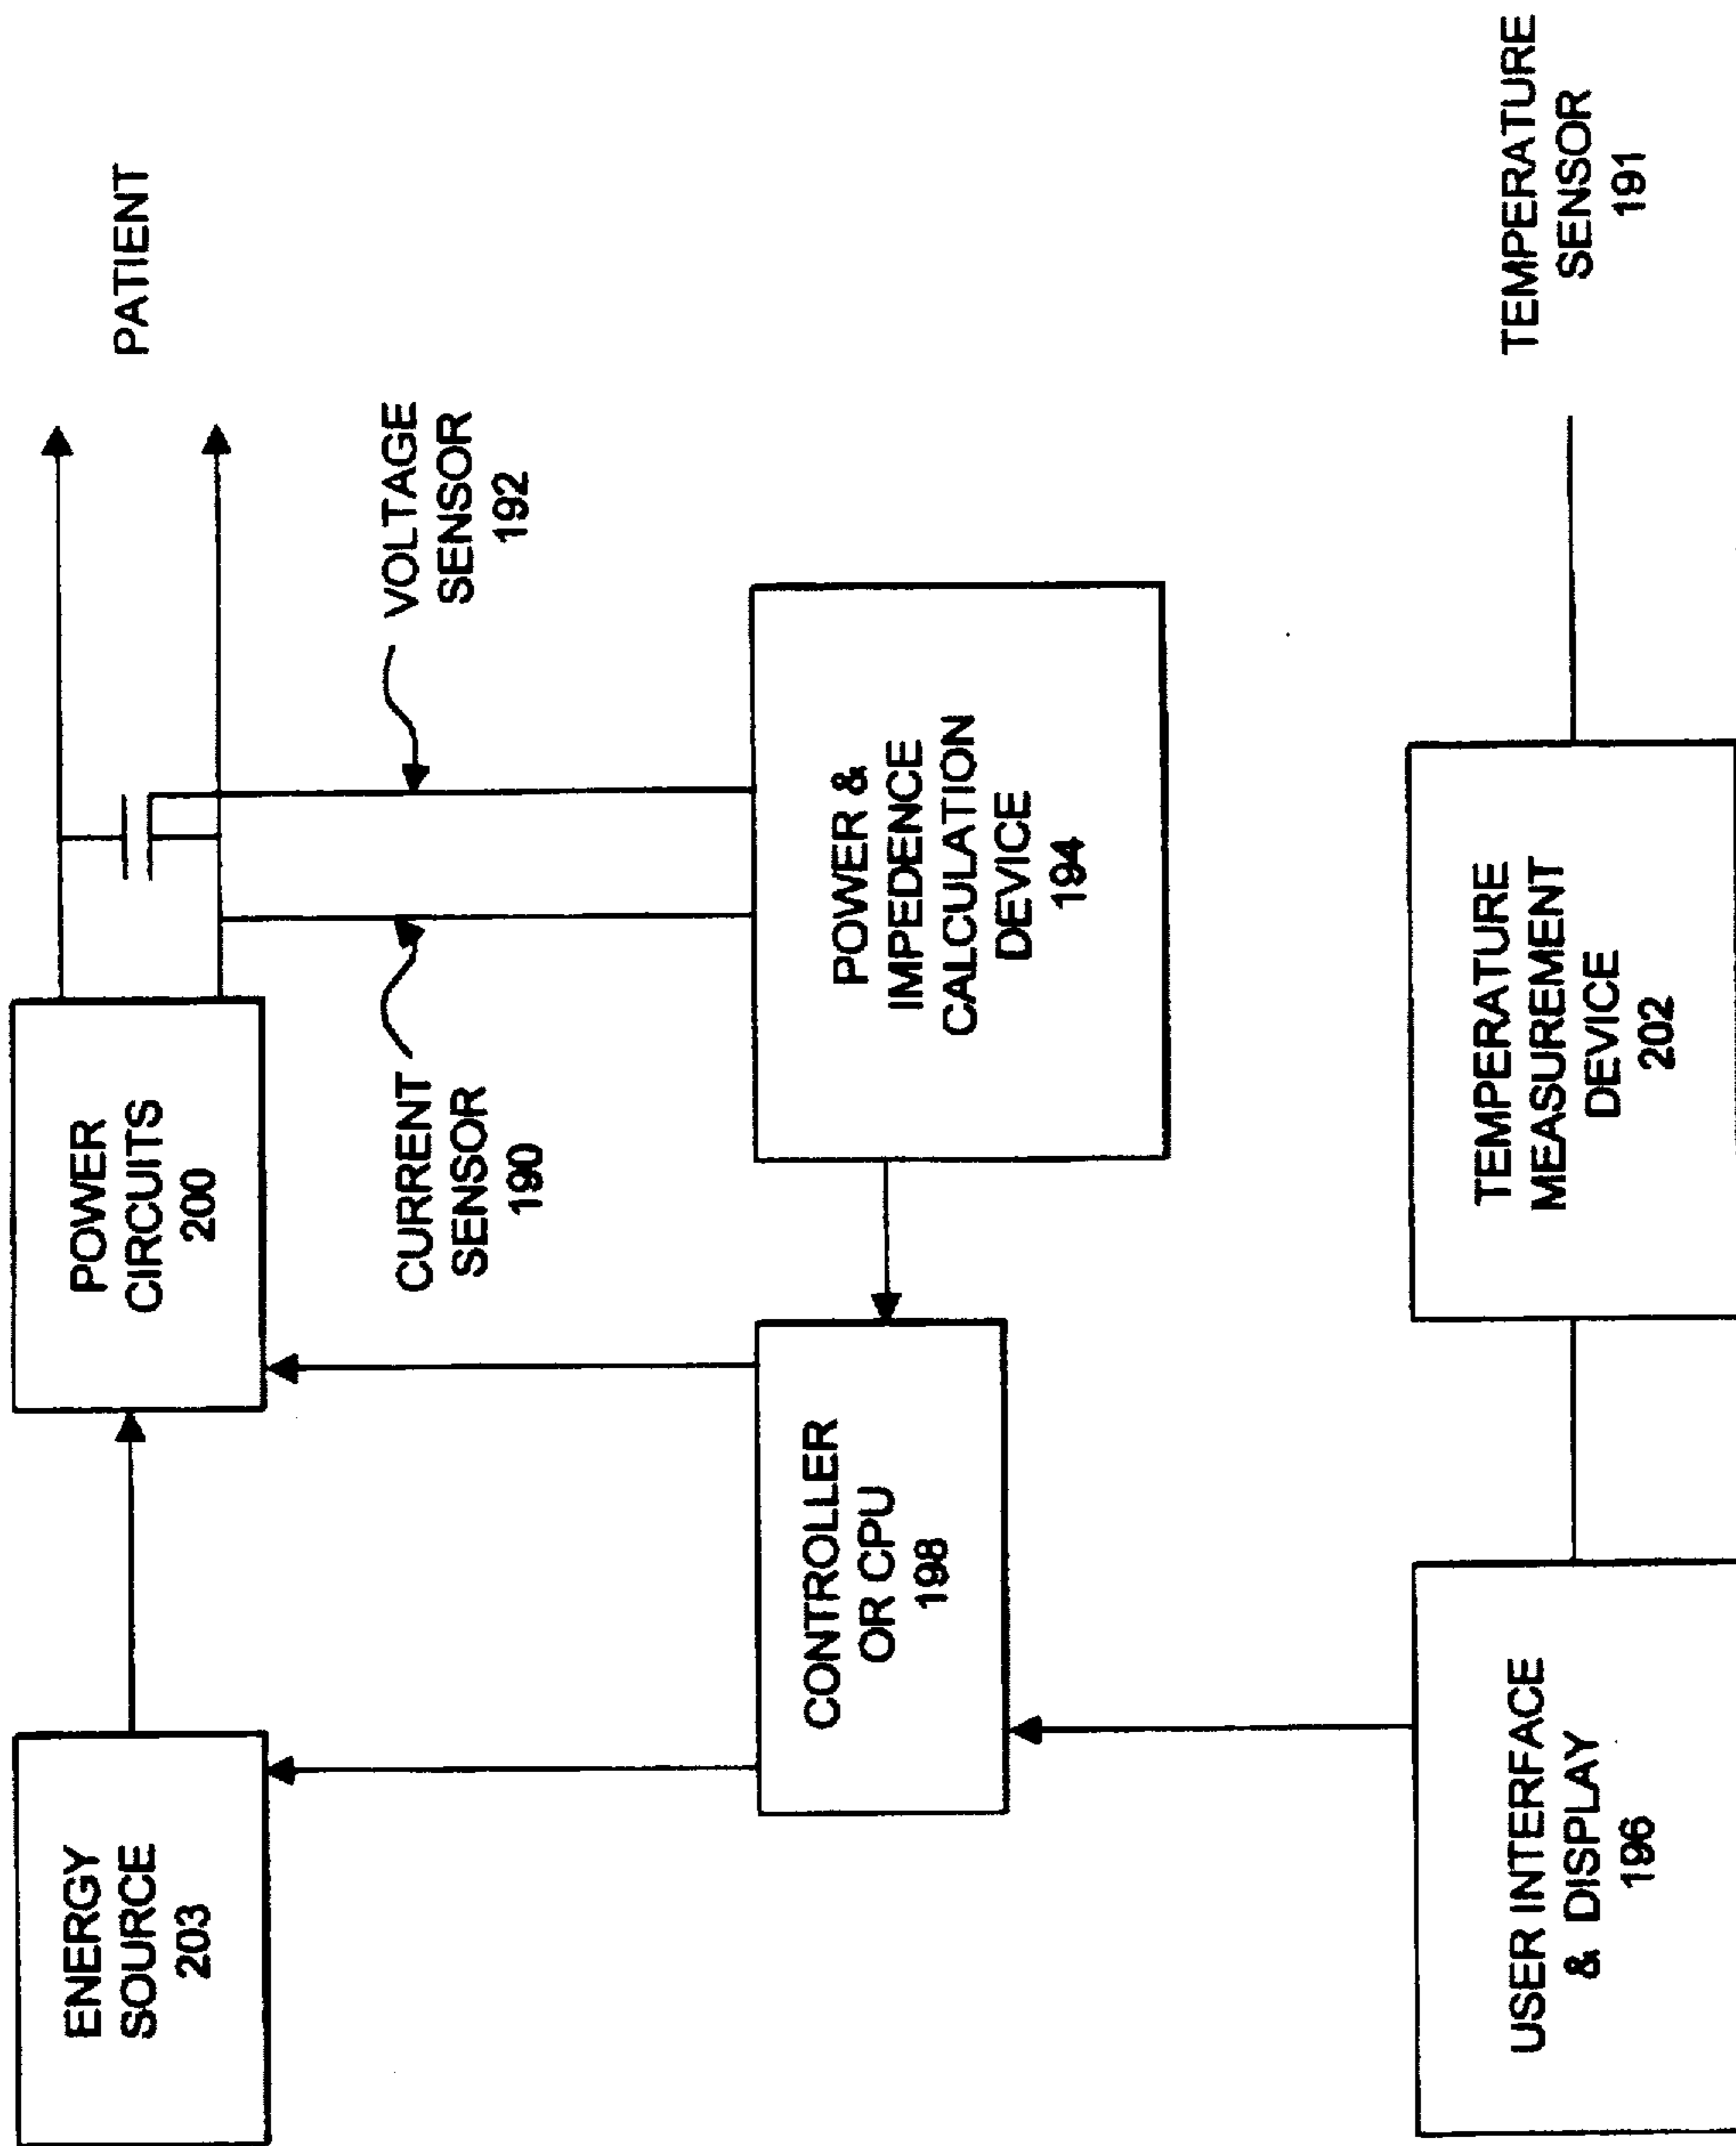 ENERGY
SOURCE
203
POWER
CIRCUITS
200
PATIENT
CURRENT
SENSOR
190
VOLTAGE
SENSOR
192
CONTROLLER
OR CPU
198
POWER &
IMPEDENCE
CALCULATION
DEVICE
194
USER INTERFACE
& DISPLAY
196
TEMPERATURE
MEASUREMENT
DEVICE
202
TEMPERATURE
SENSOR
191